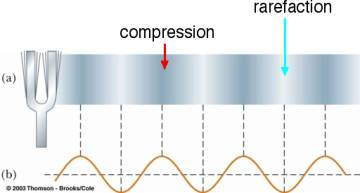 rarefaction
compression
(a)
(b)
© 2003 Thomson - Brooks/Cole